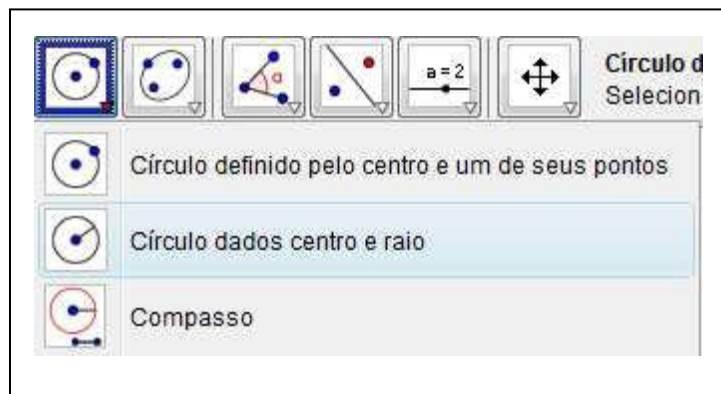 α
a = 2
Círculo d
Selecion
Círculo definido pelo centro e um de seus pontos
Círculo dados centro e raio
Compasso